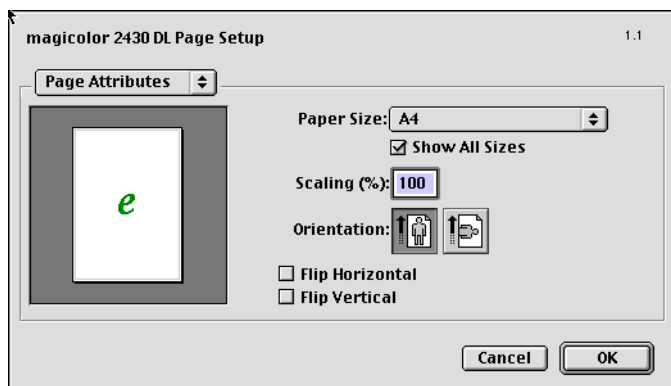 magicolor 2430 DL Page Setup 1.1
Page Attributes
Paper Size: A4
Show All Sizes
e
Scaling (%): 100
Orientation:
Flip Horizontal
Flip Vertical
Cancel OK